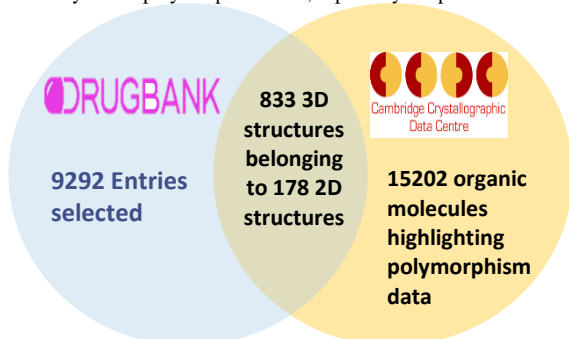 DRUGBANK
9292 Entries
selected
833 3D
structures
belonging
to 178 2D
structures
Cambridge Crystallographic
Data Centre
15202 organic
molecules
highlighting
polymorphism
data